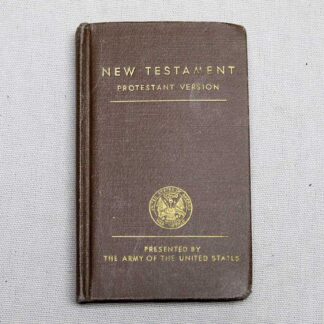 NEW TESTAMENT
PROTESTANT VERSION
PRESENTED BY
THE ARMY OF THE UNITED STATES